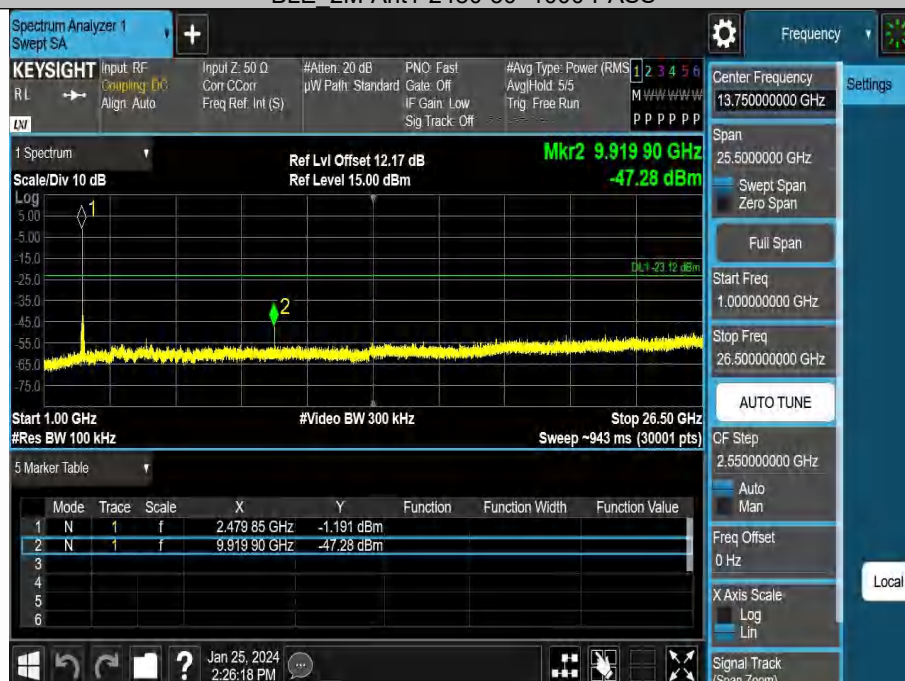 Spectrum Analyzer 1
Swept SA
Frequency
Settings
KEYSIGHT
RL
LXI
Input: RF
Coupling: DC
Align: Auto
Input Z: 50 Ω
Corr CCorr
Freq Ref: Int (S)
#Atten: 20 dB
µW Path: Standard
PNO: Fast
Gate: Off
IF Gain: Low
Sig Track: Off
#Avg Type: Power (RMS
Avg|Hold: 5/5
Trig: Free Run
1 2 3 4 5 6
M W W W W W
P P P P P P
1 Spectrum
Scale/Div 10 dB
Ref Lvl Offset 12.17 dB
Ref Level 15.00 dBm
Mkr2 9.919 90 GHz
-47.28 dBm
Log
5.00
-5.00
-15.0
-25.0
-35.0
-45.0
-55.0
-65.0
-75.0
1
2
DL1 -23.12 dBm
Start 1.00 GHz
#Res BW 100 kHz
#Video BW 300 kHz
Stop 26.50 GHz
Sweep ~943 ms (30001 pts)
5 Marker Table
Mode Trace Scale X Y Function Function Width Function Value
1 N 1 f 2.479 85 GHz -1.191 dBm
2 N 1 f 9.919 90 GHz -47.28 dBm
3
4
5
6
Jan 25, 2024
2:26:18 PM
Center Frequency
13.750000000 GHz
Span
25.5000000 GHz
Swept Span
Zero Span
Full Span
Start Freq
1.000000000 GHz
Stop Freq
26.500000000 GHz
AUTO TUNE
CF Step
2.550000000 GHz
Auto
Man
Freq Offset
0 Hz
X Axis Scale
Log
Lin
Signal Track
(Span Zoom)
Local